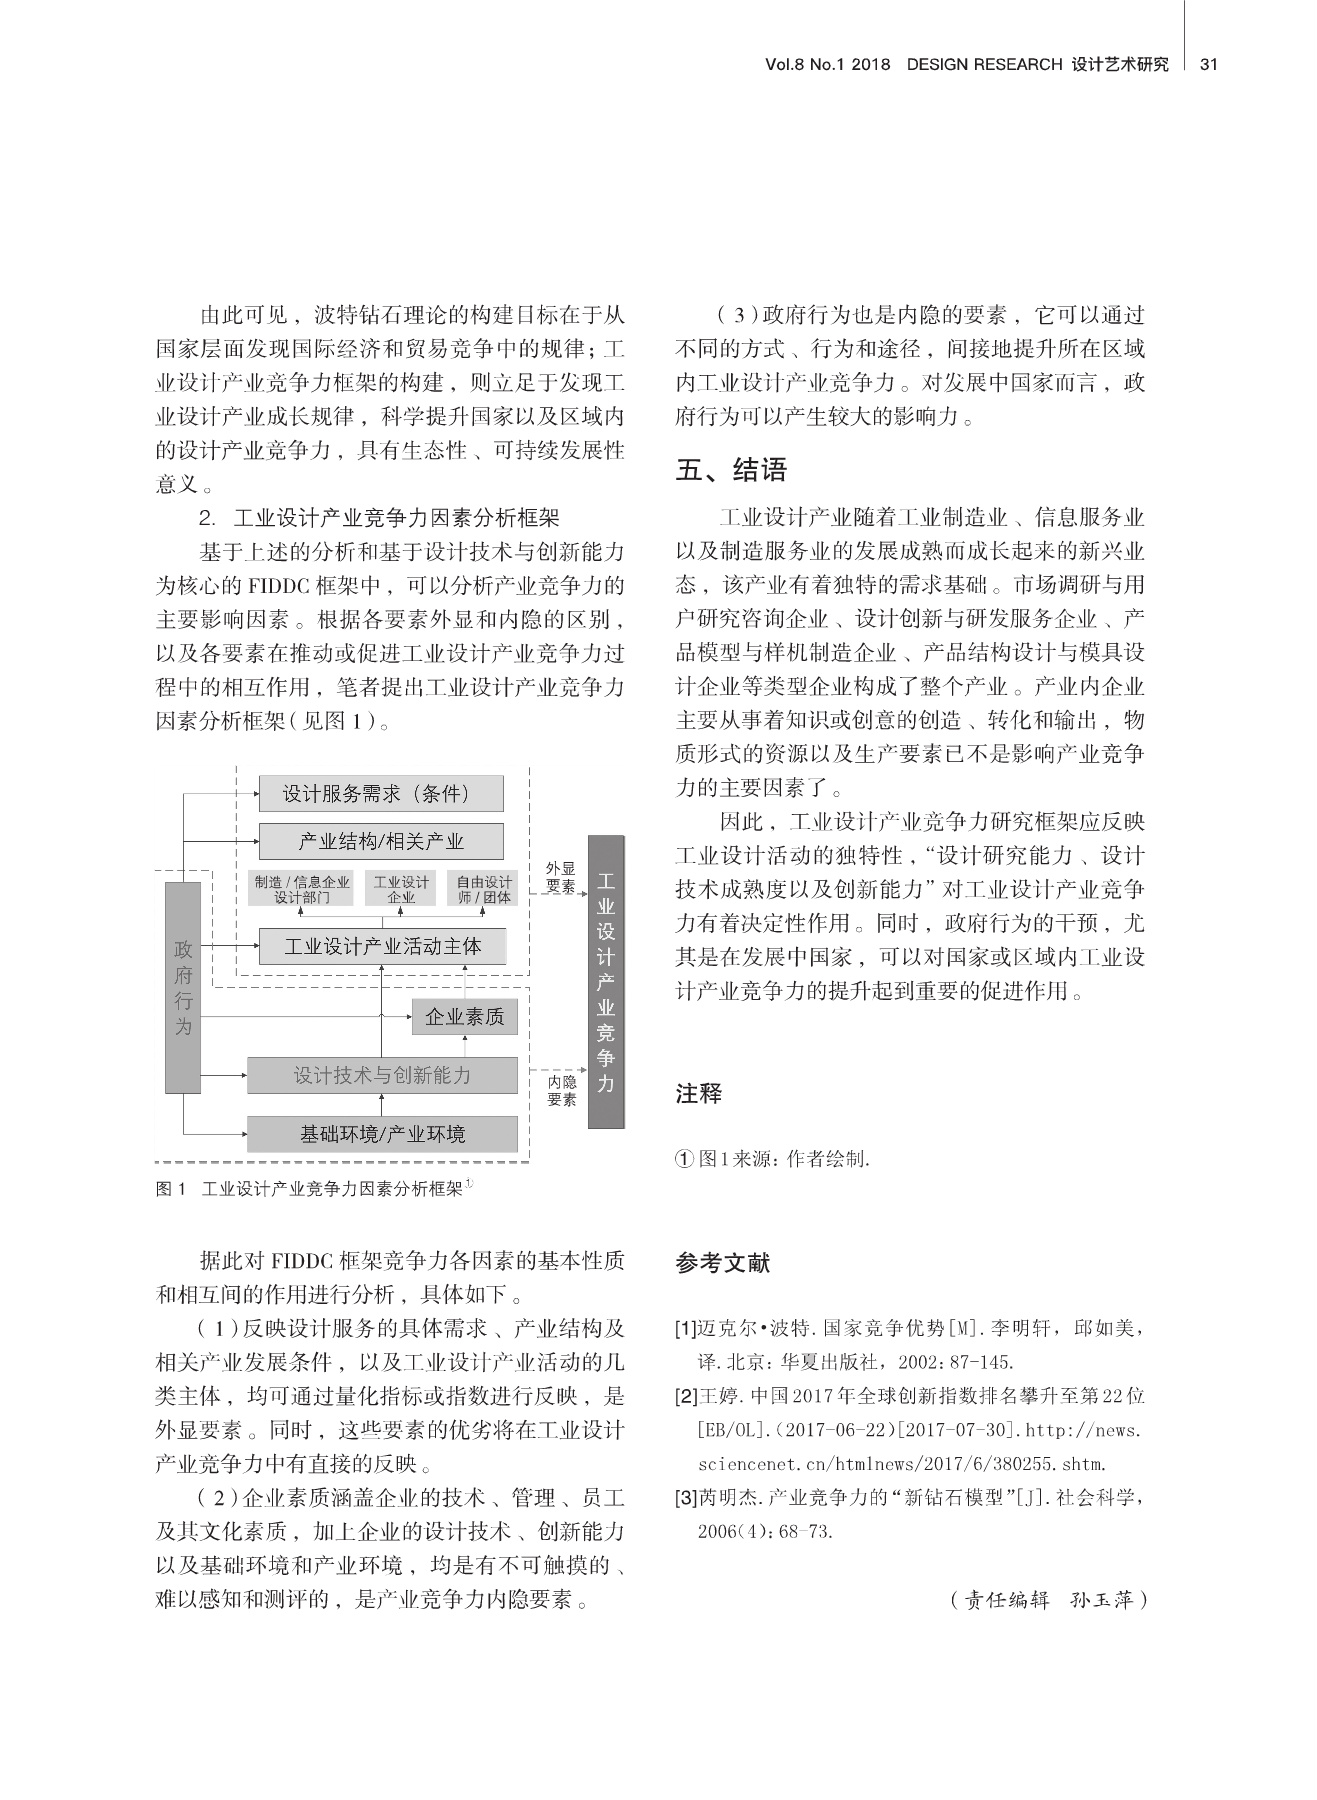 Vol.8 No.1 2018 DESIGN RESEARCH 设计艺术研究 31
由此可见，波特钻石理论的构建目标在于从
国家层面发现国际经济和贸易竞争中的规律；工
业设计产业竞争力框架的构建，则立足于发现工
业设计产业成长规律，科学提升国家以及区域内
的设计产业竞争力，具有生态性、可持续发展性
意义。
2. 工业设计产业竞争力因素分析框架
基于上述的分析和基于设计技术与创新能力
为核心的 FIDDC 框架中，可以分析产业竞争力的
主要影响因素。根据各要素外显和内隐的区别，
以及各要素在推动或促进工业设计产业竞争力过
程中的相互作用，笔者提出工业设计产业竞争力
因素分析框架（见图 1）。
设计服务需求（条件）
产业结构/相关产业
制造 / 信息企业
设计部门
工业设计
企业
自由设计
师 / 团体
工业设计产业活动主体
企业素质
设计技术与创新能力
基础环境/产业环境
政府行为
外显
要素
内隐
要素
工业设计产业竞争力
图 1 工业设计产业竞争力因素分析框架①
据此对 FIDDC 框架竞争力各因素的基本性质
和相互间的作用进行分析，具体如下。
（1）反映设计服务的具体需求、产业结构及
相关产业发展条件，以及工业设计产业活动的几
类主体，均可通过量化指标或指数进行反映，是
外显要素。同时，这些要素的优劣将在工业设计
产业竞争力中有直接的反映。
（2）企业素质涵盖企业的技术、管理、员工
及其文化素质，加上企业的设计技术、创新能力
以及基础环境和产业环境，均是有不可触摸的、
难以感知和测评的，是产业竞争力内隐要素。
（3）政府行为也是内隐的要素，它可以通过
不同的方式、行为和途径，间接地提升所在区域
内工业设计产业竞争力。对发展中国家而言，政
府行为可以产生较大的影响力。
五、结语
工业设计产业随着工业制造业、信息服务业
以及制造服务业的发展成熟而成长起来的新兴业
态，该产业有着独特的需求基础。市场调研与用
户研究咨询企业、设计创新与研发服务企业、产
品模型与样机制造企业、产品结构设计与模具设
计企业等类型企业构成了整个产业。产业内企业
主要从事着知识或创意的创造、转化和输出，物
质形式的资源以及生产要素已不是影响产业竞争
力的主要因素了。
因此，工业设计产业竞争力研究框架应反映
工业设计活动的独特性，“设计研究能力、设计
技术成熟度以及创新能力”对工业设计产业竞争
力有着决定性作用。同时，政府行为的干预，尤
其是在发展中国家，可以对国家或区域内工业设
计产业竞争力的提升起到重要的促进作用。
注释
①图1来源: 作者绘制.
参考文献
[1]迈克尔•波特. 国家竞争优势[M]. 李明轩，邱如美，
译. 北京: 华夏出版社，2002: 87-145.
[2]王婷. 中国2017年全球创新指数排名攀升至第22位
[EB/OL]. (2017-06-22)[2017-07-30]. http://news.
sciencenet.cn/htmlnews/2017/6/380255.shtm.
[3]芮明杰. 产业竞争力的“新钻石模型”[J]. 社会科学，
2006(4): 68-73.
（责任编辑 孙玉萍）